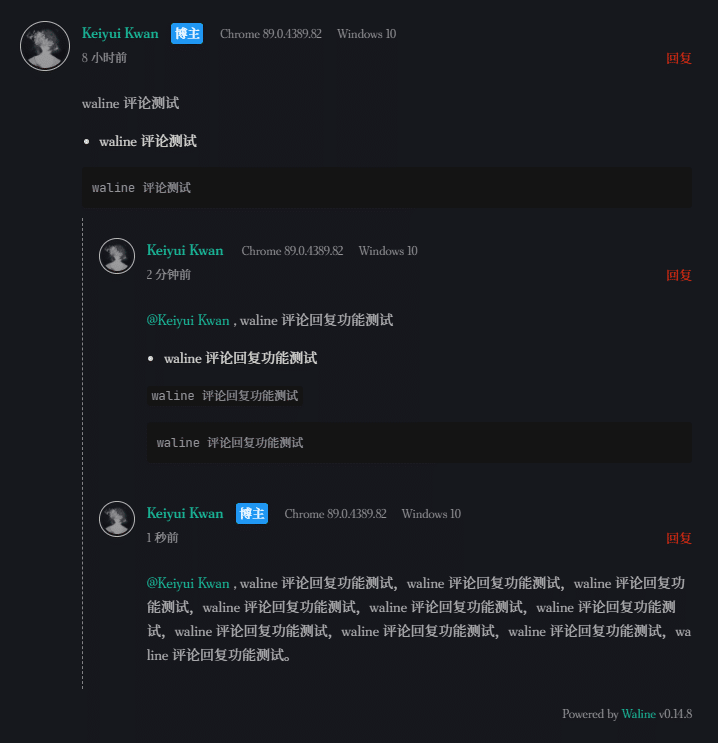 Keiyui Kwan 博主 Chrome 89.0.4389.82 Windows 10
8 小时前 回复
waline 评论测试
• waline 评论测试
waline 评论测试
Keiyui Kwan Chrome 89.0.4389.82 Windows 10
2 分钟前 回复
@Keiyui Kwan , waline 评论回复功能测试
• waline 评论回复功能测试
waline 评论回复功能测试
waline 评论回复功能测试
Keiyui Kwan 博主 Chrome 89.0.4389.82 Windows 10
1 秒前 回复
@Keiyui Kwan , waline 评论回复功能测试，waline 评论回复功能测试，waline 评论回复功
能测试，waline 评论回复功能测试，waline 评论回复功能测试，waline 评论回复功能测
试，waline 评论回复功能测试，waline 评论回复功能测试，waline 评论回复功能测试，wa
line 评论回复功能测试。
Powered by Waline v0.14.8